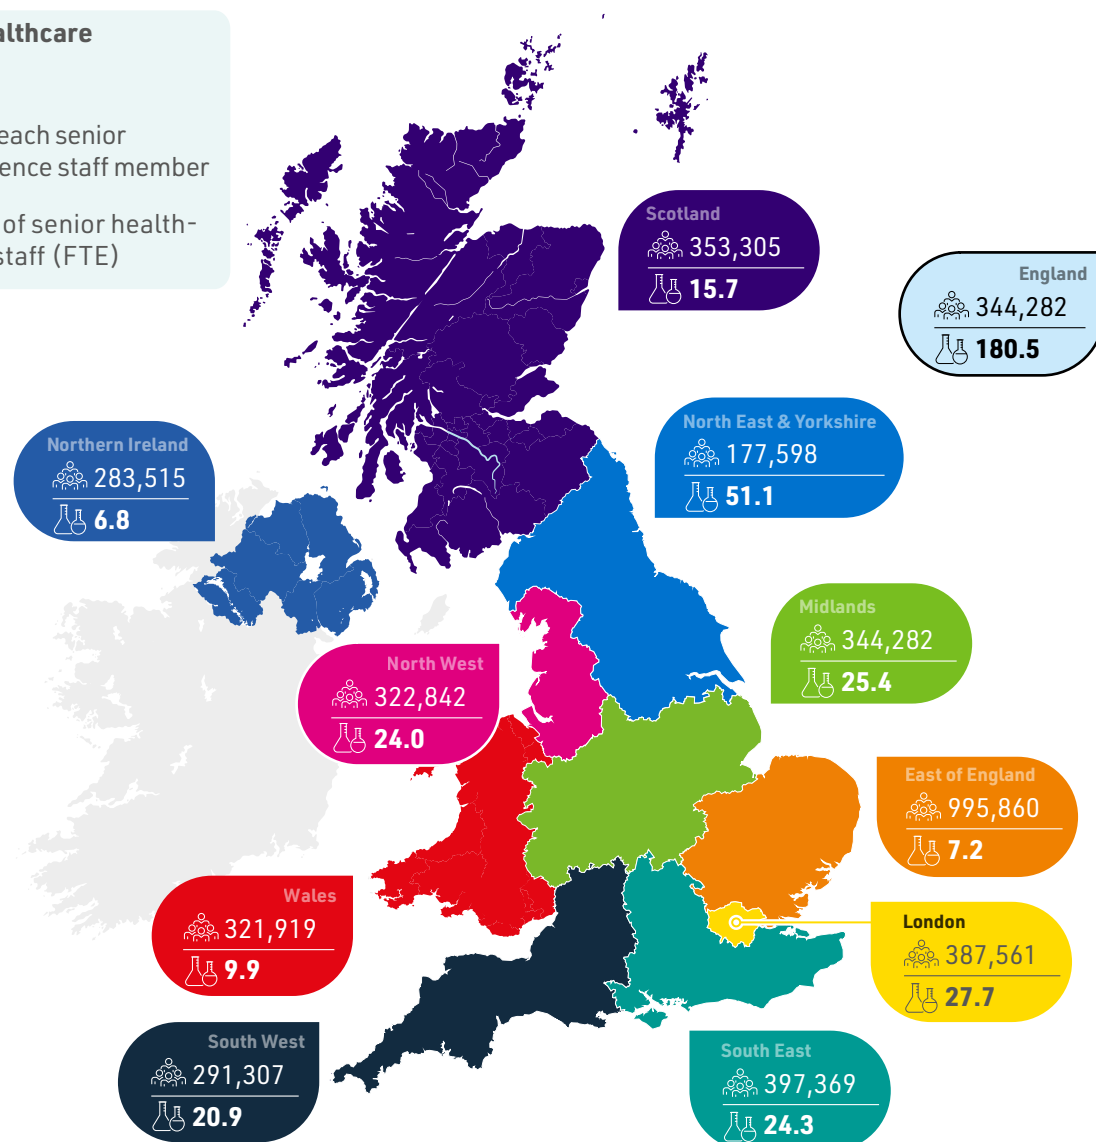 althcare
each senior
ence staff member
of senior health-
staff (FTE)
Scotland
353,305
15.7
England
344,282
180.5
North East & Yorkshire
177,598
51.1
Northern Ireland
283,515
6.8
Midlands
344,282
25.4
North West
322,842
24.0
East of England
995,860
7.2
Wales
321,919
9.9
London
387,561
27.7
South West
291,307
20.9
South East
397,369
24.3